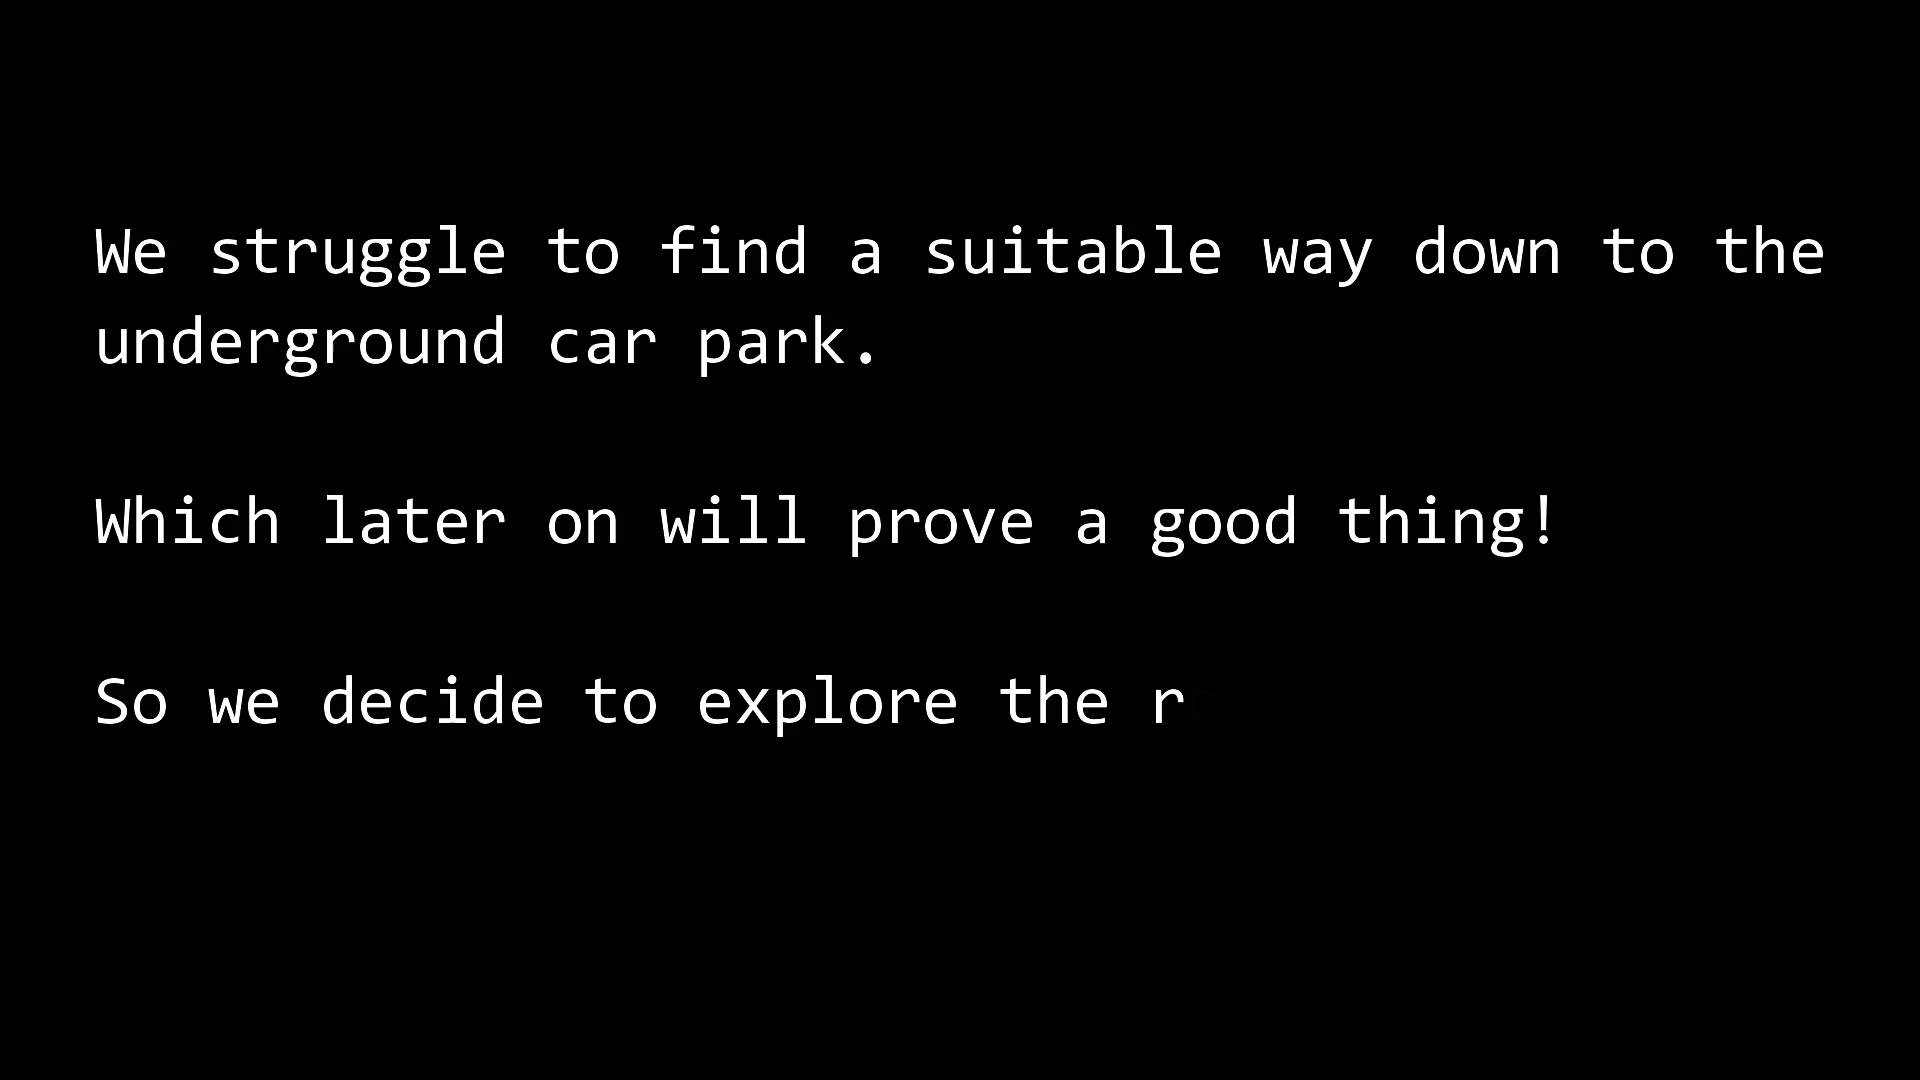 We struggle to find a suitable way down to the
underground car park.
Which later on will prove a good thing!
So we decide to explore the r